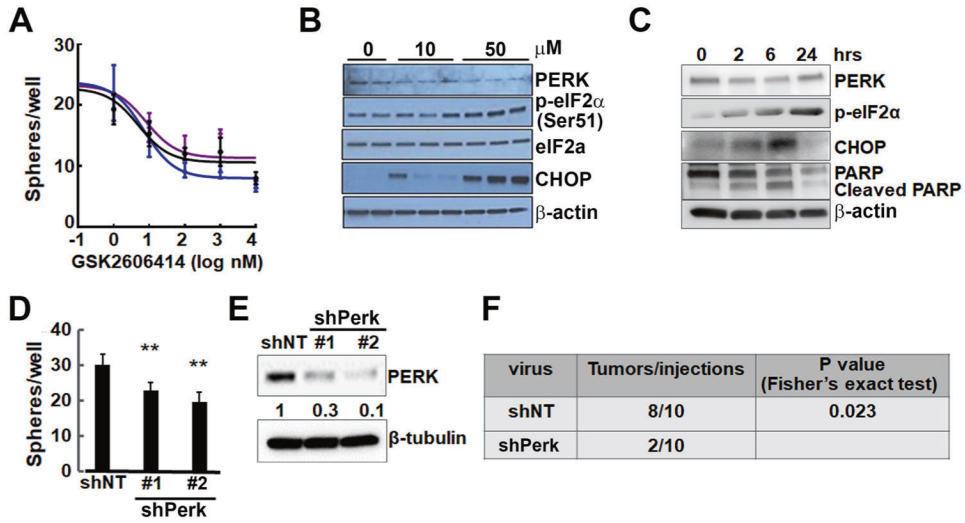 A
30
20
10
0
Spheres/well
-1 0 1 2 3 4
GSK2606414 (log nM)
B
0 10 50 μM
PERK
p-eIF2α
(Ser51)
eIF2a
CHOP
β-actin
C
0 2 6 24 hrs
PERK
p-eIF2α
CHOP
PARP
Cleaved PARP
β-actin
D
40
30
20
10
0
Spheres/well
** **
shNT #1 #2
shPerk
E
shPerk
shNT #1 #2
PERK
1 0.3 0.1
β-tubulin
F
virus Tumors/injections P value
(Fisher's exact test)
shNT 8/10 0.023
shPerk 2/10